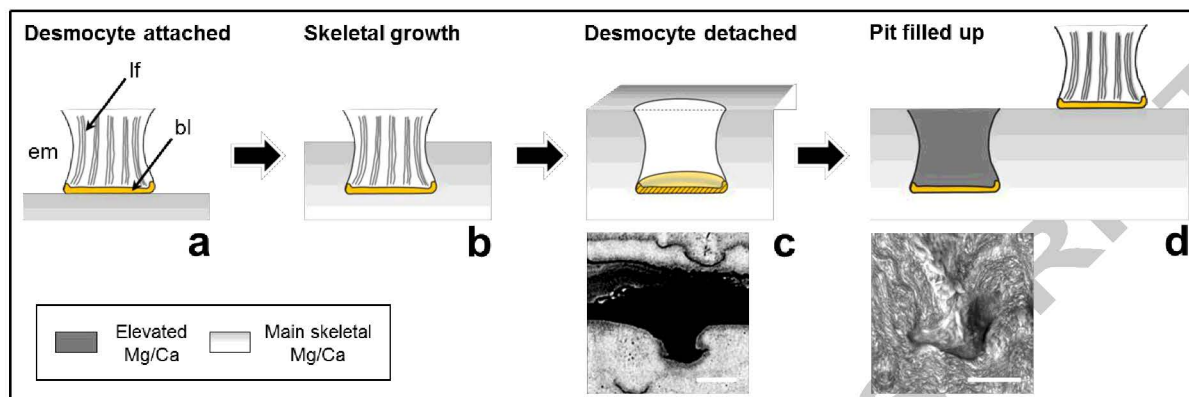 Desmocyte attached
Skeletal growth
Desmocyte detached
Pit filled up
lf
bl
em
a
b
c
d
Elevated
Mg/Ca
Main skeletal
Mg/Ca